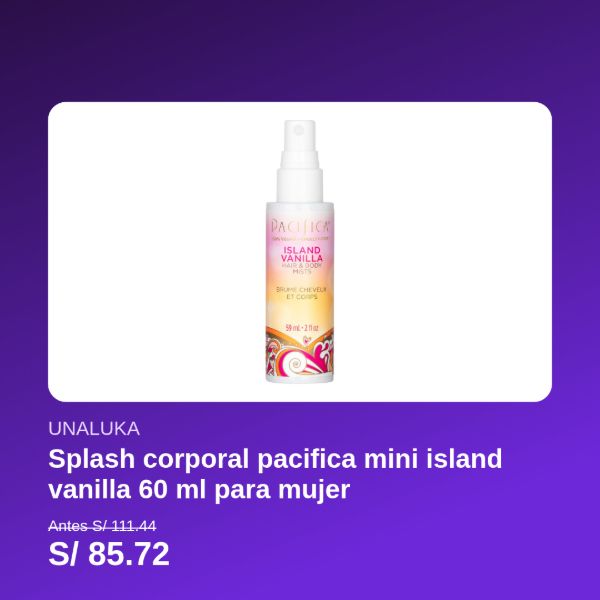 PACIFICA
ISLAND
VANILLA
HAIR & BODY
MISTS
BRUME CHEVEUX
ET CORPS
59 mL • 2 fl oz
UNALUKA
Splash corporal pacifica mini island
vanilla 60 ml para mujer
Antes S/ 111.44
S/ 85.72